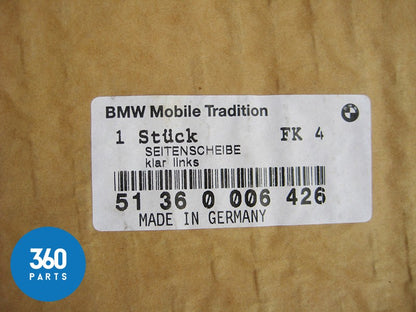 BMW Mobile Tradition
1 Stück FK 4
SEITENSCHEIBE
klar links
51 36 0 006 426
MADE IN GERMANY
360
PARTS